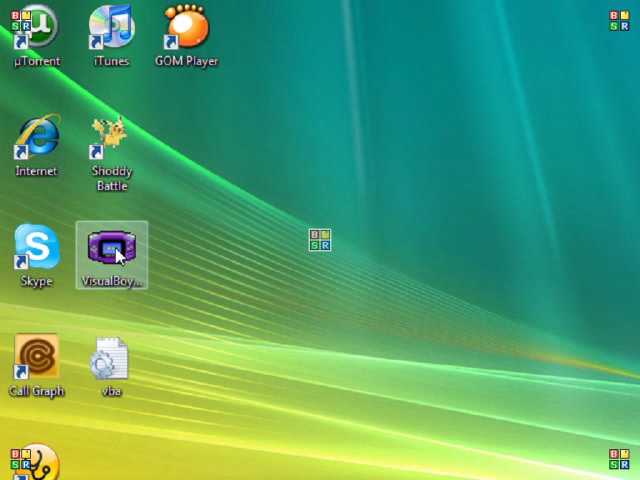 B
S R
B
S R
µTorrent
iTunes
GOM Player
Internet
Shoddy
Battle
B
S R
Skype
VisualBoy...
Call Graph
vba
B
S R
B
S R